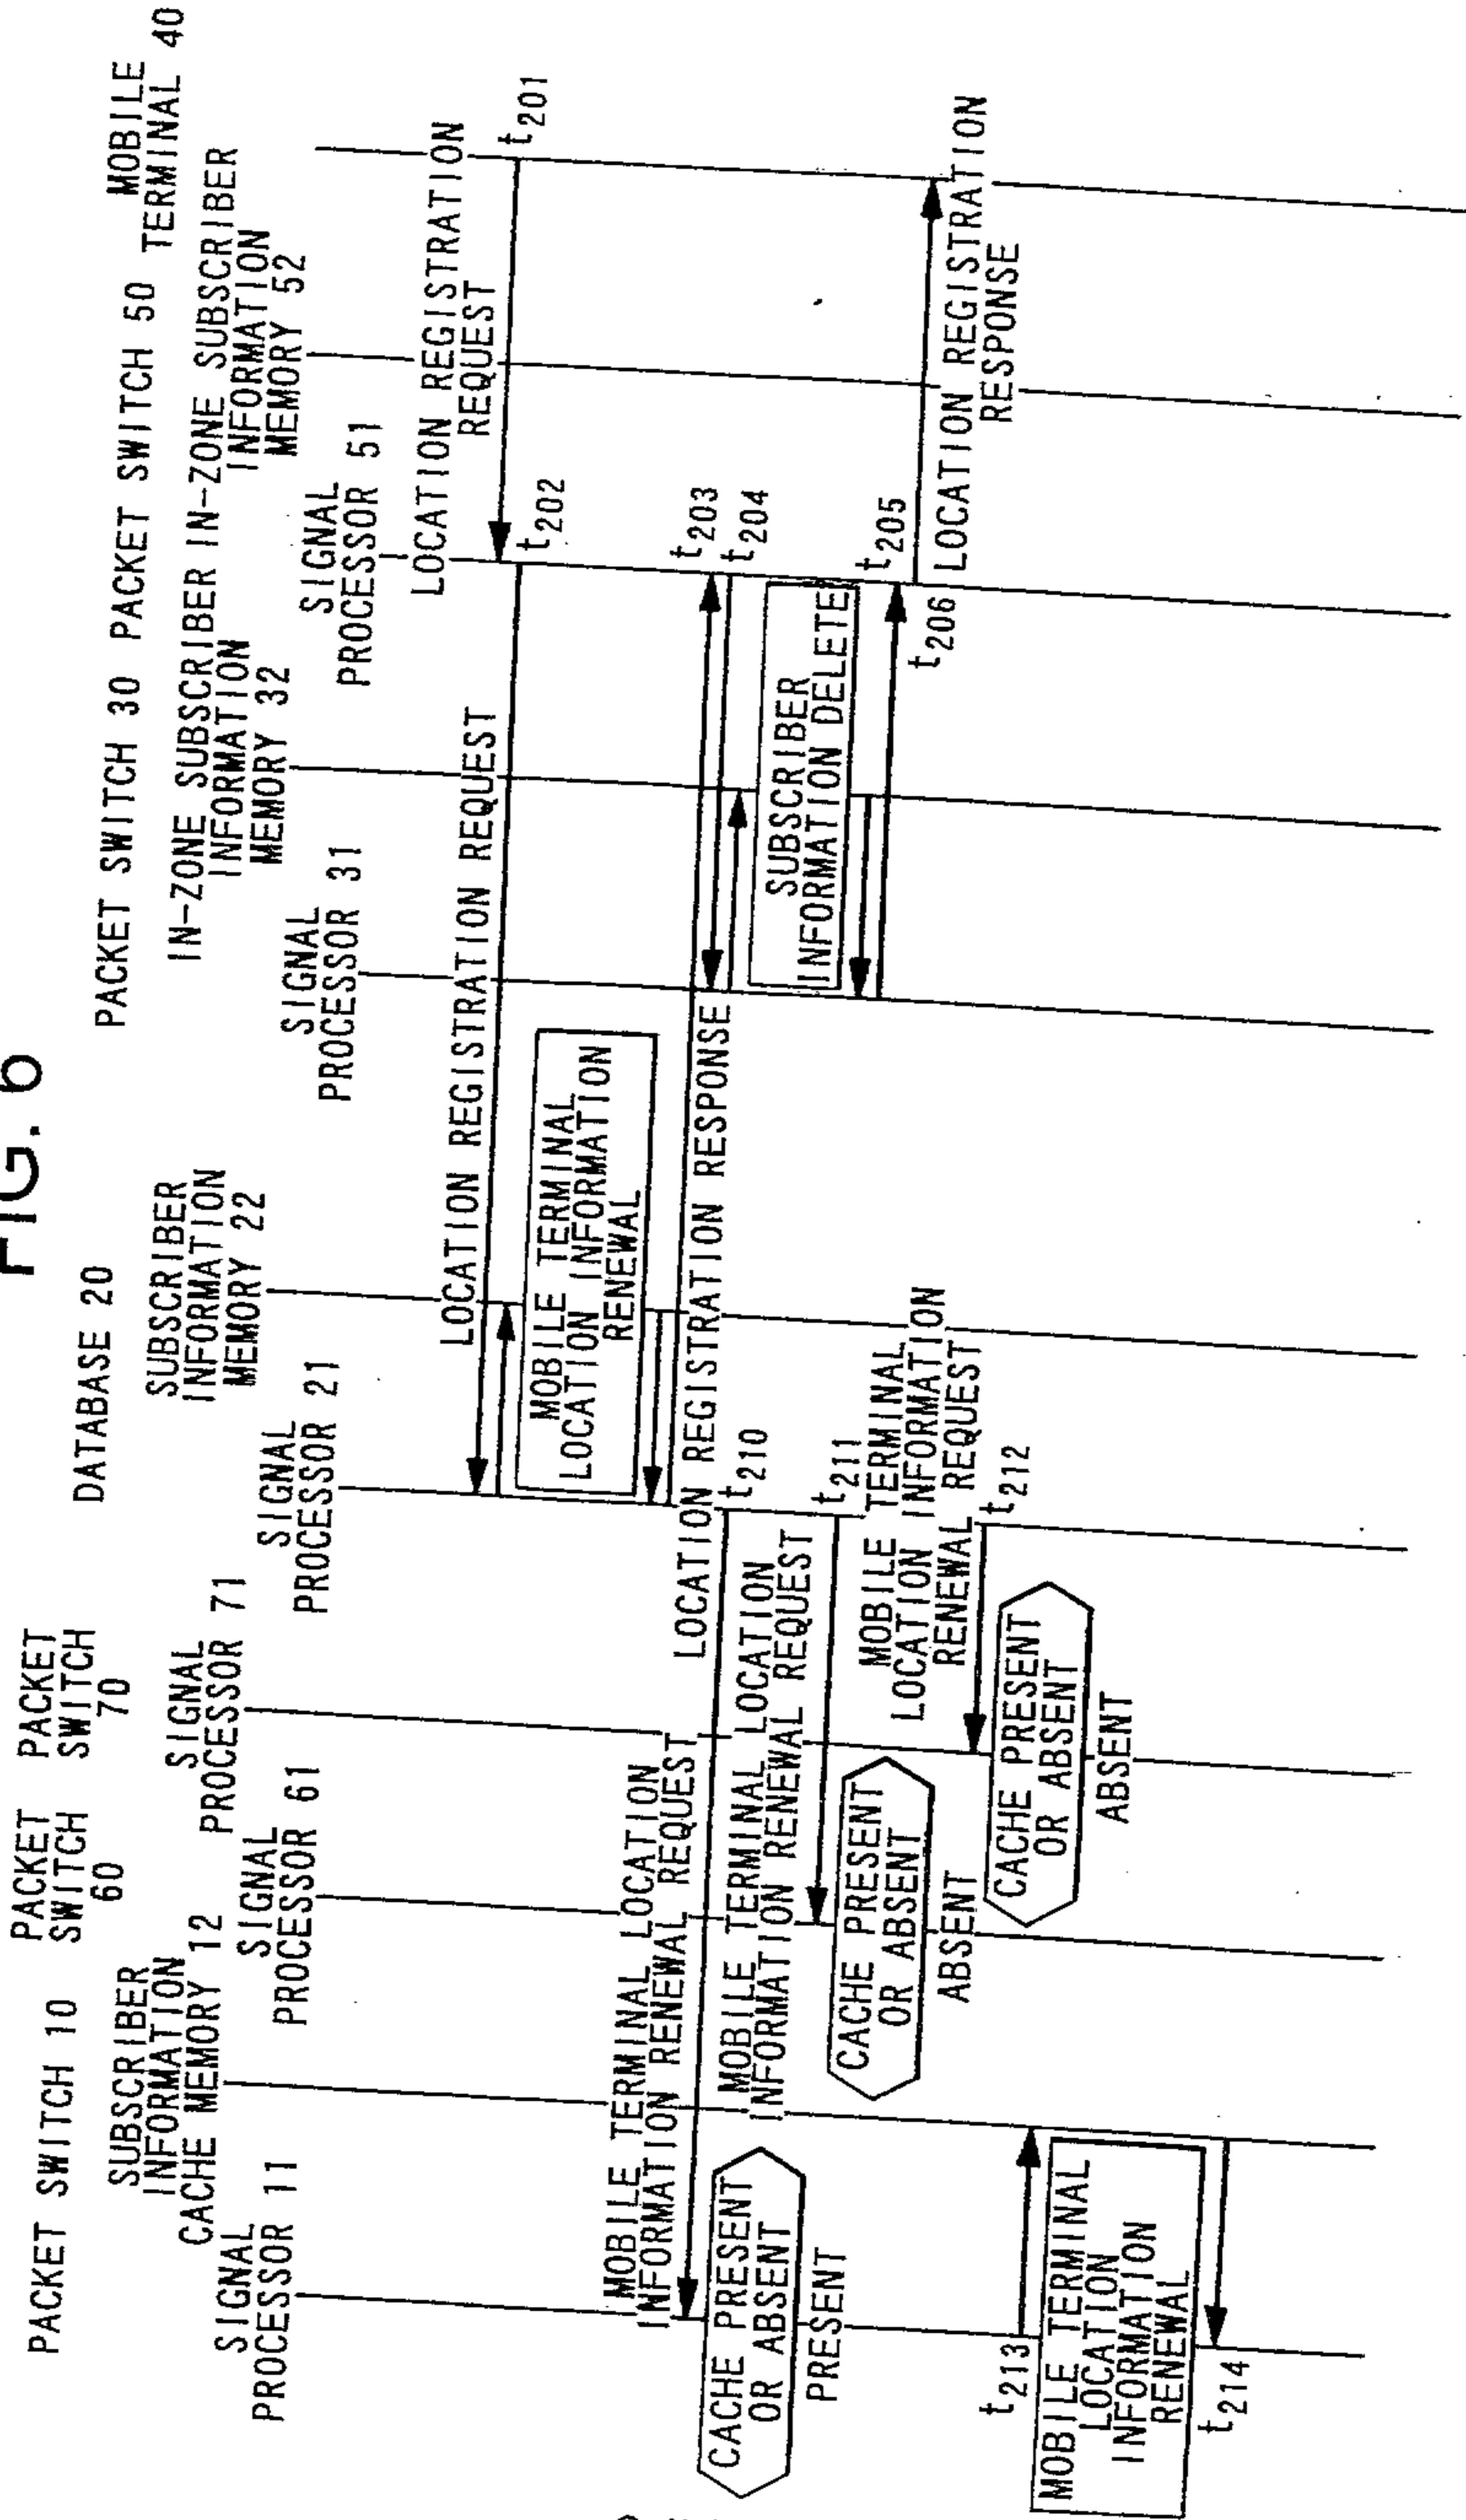 FIG. 6
PACKET SWITCH 10
PACKET
SWITCH
60
PACKET
SWITCH
70
DATABASE 20
PACKET SWITCH 30
PACKET SWITCH 50
MOBILE
TERMINAL 40
SIGNAL
PROCESSOR 11
SUBSCRIBER
INFORMATION
CACHE MEMORY 12
SIGNAL
PROCESSOR 61
SIGNAL
PROCESSOR 71
SIGNAL
PROCESSOR 21
SUBSCRIBER
INFORMATION
MEMORY 22
SIGNAL
PROCESSOR 31
IN-ZONE SUBSCRIBER
INFORMATION
MEMORY 32
SIGNAL
PROCESSOR 51
IN-ZONE SUBSCRIBER
INFORMATION
MEMORY 52
LOCATION REGISTRATION
REQUEST
t201
t202
LOCATION REGISTRATION REQUEST
MOBILE TERMINAL
LOCATION INFORMATION
RENEWAL
LOCATION REGISTRATION RESPONSE
t203
t204
SUBSCRIBER
INFORMATION DELETE
t205
t206
LOCATION REGISTRATION
RESPONSE
MOBILE TERMINAL LOCATION
INFORMATION RENEWAL REQUEST
t210
CACHE PRESENT
OR ABSENT
PRESENT
MOBILE TERMINAL LOCATION
INFORMATION RENEWAL REQUEST
t211
CACHE PRESENT
OR ABSENT
ABSENT
MOBILE TERMINAL
LOCATION INFORMATION
RENEWAL REQUEST
t212
CACHE PRESENT
OR ABSENT
ABSENT
t213
MOBILE TERMINAL
LOCATION
INFORMATION
RENEWAL
t214